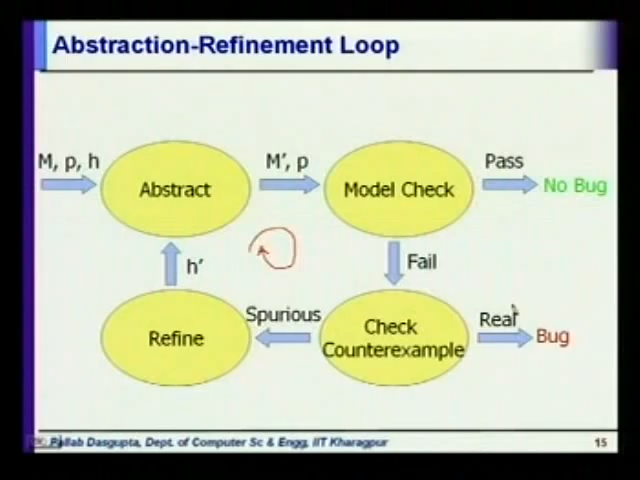 Abstraction-Refinement Loop
M, p, h
Abstract
M', p
Model Check
Pass
No Bug
h'
Fail
Refine
Spurious
Check
Counterexample
Real
Bug
Pallab Dasgupta, Dept. of Computer Sc & Engg, IIT Kharagpur
15